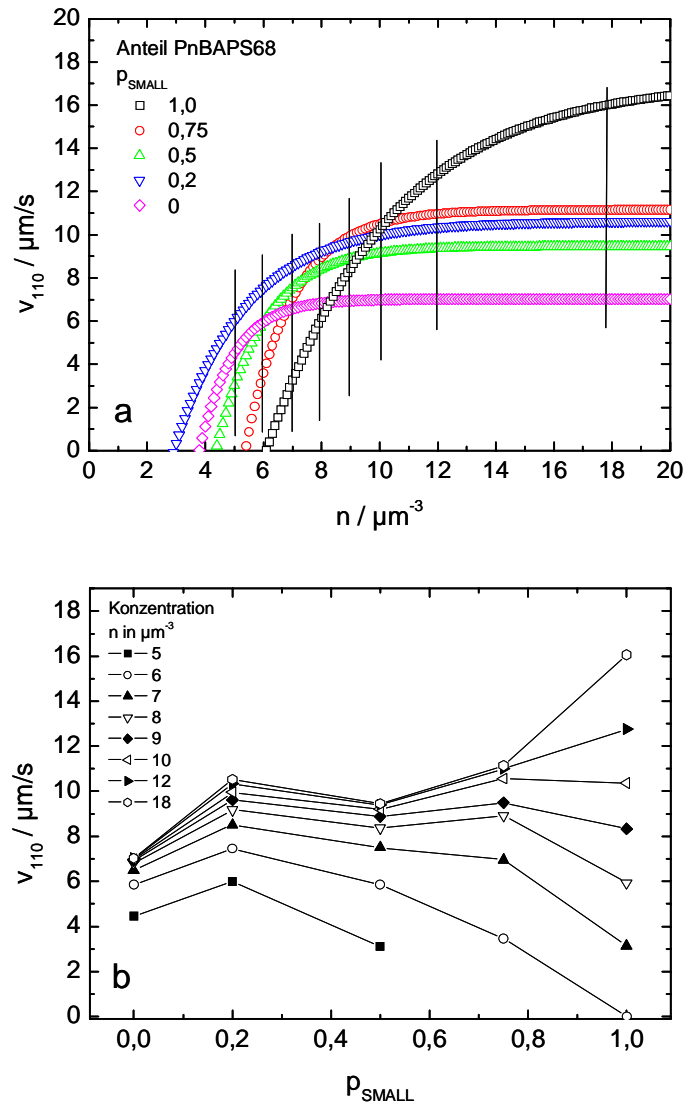 20
18
16
14
12
10
8
6
4
2
0
v110 / µm/s
Anteil PnBAPS68
pSMALL
1,0
0,75
0,5
0,2
0
a
0 2 4 6 8 10 12 14 16 18 20
n / µm-3
18
16
14
12
10
8
6
4
2
0
v110 / µm/s
Konzentration
n in µm-3
5
6
7
8
9
10
12
18
b
0,0 0,2 0,4 0,6 0,8 1,0
pSMALL